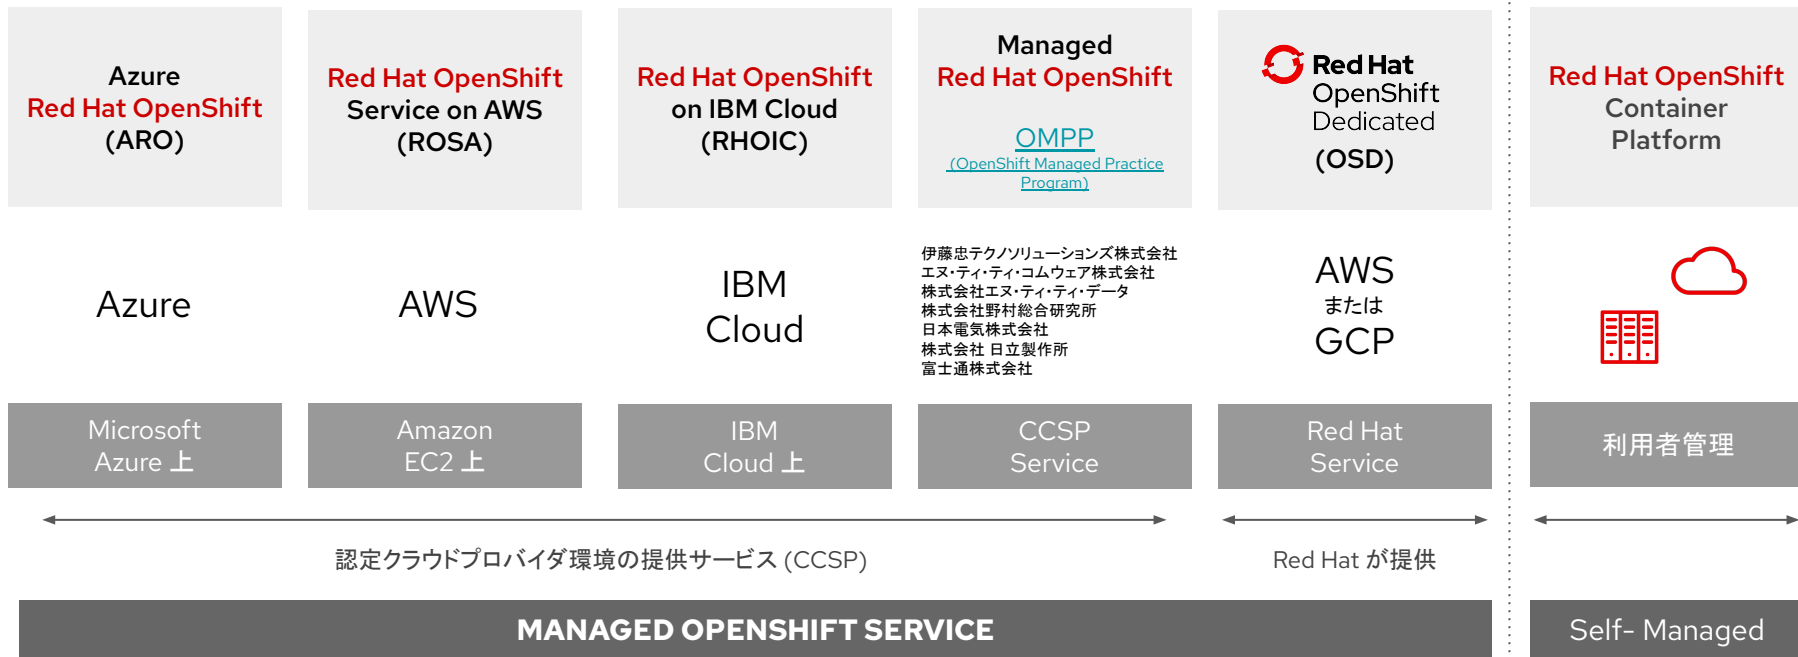 Azure
Red Hat OpenShift
(ARO)
Red Hat OpenShift
Service on AWS
(ROSA)
Red Hat OpenShift
on IBM Cloud
(RHOIC)
Managed
Red Hat OpenShift
OMPP
(OpenShift Managed Practice
Program)
Red Hat
OpenShift
Dedicated
(OSD)
Red Hat OpenShift
Container
Platform
Azure
AWS
IBM
Cloud
伊藤忠テクノソリューションズ株式会社
エヌ・ティ・ティ・コムウェア株式会社
株式会社エヌ・ティ・ティ・データ
株式会社野村総合研究所
日本電気株式会社
株式会社 日立製作所
富士通株式会社
AWS
または
GCP
Microsoft
Azure 上
Amazon
EC2 上
IBM
Cloud 上
CCSP
Service
Red Hat
Service
利用者管理
認定クラウドプロバイダ環境の提供サービス (CCSP)
Red Hat が提供
MANAGED OPENSHIFT SERVICE
Self- Managed